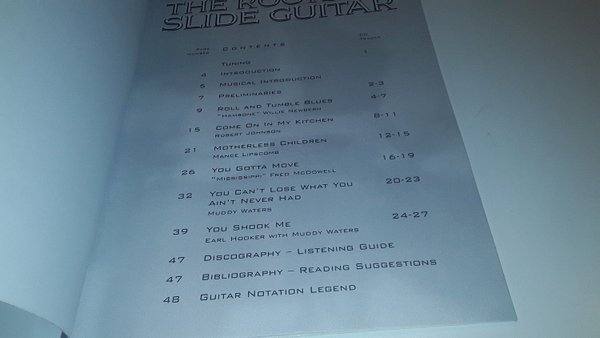 THE ROOTS
SLIDE GUITAR
PAGE NUMBER CONTENTS CD TRACKS
TUNING 1
4 INTRODUCTION
5 MUSICAL INTRODUCTION
7 PRELIMINARIES 2-3
9 ROLL AND TUMBLE BLUES 4-7
"HAMBONE" WILLIE NEWBERN
15 COME ON IN MY KITCHEN 8-11
ROBERT JOHNSON
21 MOTHERLESS CHILDREN 12-15
MANCE LIPSCOMB
26 YOU GOTTA MOVE 16-19
"MISSISSIPPI" FRED MCDOWELL
32 YOU CAN'T LOSE WHAT YOU 20-23
AIN'T NEVER HAD
MUDDY WATERS
39 YOU SHOOK ME 24-27
EARL HOOKER WITH MUDDY WATERS
47 DISCOGRAPHY – LISTENING GUIDE
47 BIBLIOGRAPHY – READING SUGGESTIONS
48 GUITAR NOTATION LEGEND